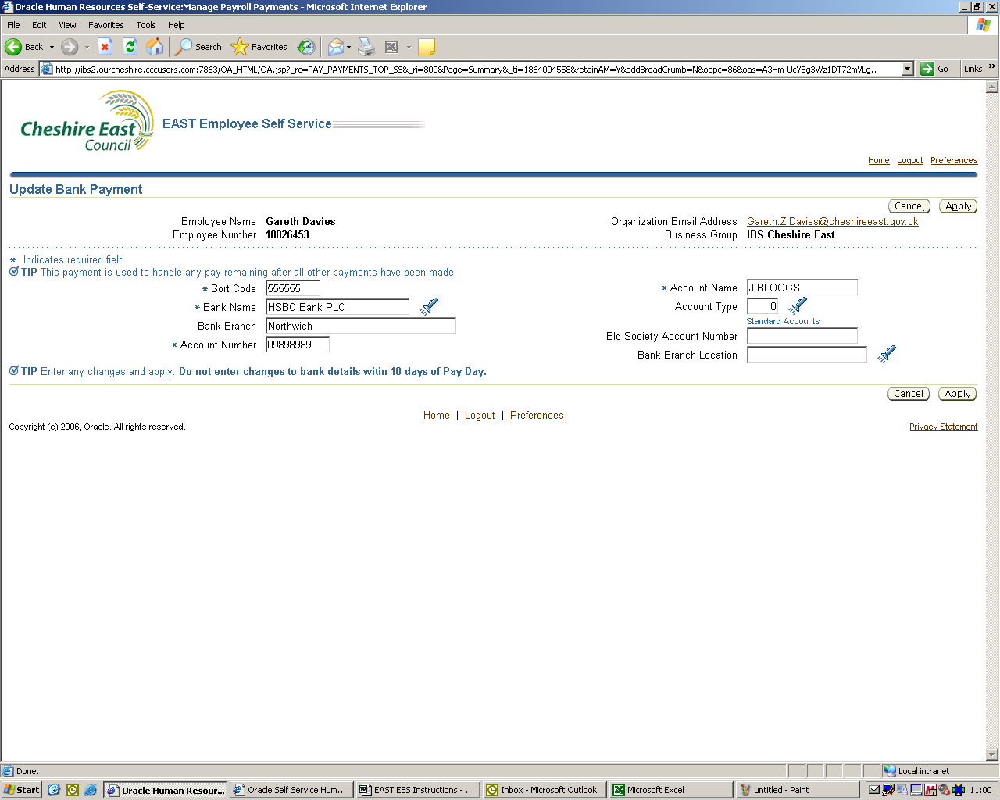 Oracle Human Resources Self-Service:Manage Payroll Payments - Microsoft Internet Explorer
File Edit View Favorites Tools Help
Back Search Favorites
Address http://ibs2.ourcheshire.cccusers.com:7863/OA_HTML/OA.jsp?_rc=PAY_PAYMENTS_TOP_SS&_ri=800&Page=Summary&_ti=1864004558&retainAM=Y&addBreadCrumb=N&oapc=86&oas=A3Hm-UcY8g3Wz1DT72mVLg.. Go Links »
Cheshire East
Council
EAST Employee Self Service
Home Logout Preferences
Update Bank Payment
Cancel Apply
Employee Name Gareth Davies Organization Email Address Gareth.Z.Davies@cheshireeast.gov.uk
Employee Number 10026453 Business Group IBS Cheshire East
* Indicates required field
TIP This payment is used to handle any pay remaining after all other payments have been made.
* Sort Code 555555 * Account Name J BLOGGS
* Bank Name HSBC Bank PLC Account Type 0
Standard Accounts
Bank Branch Northwich Bld Society Account Number
* Account Number 09898989 Bank Branch Location
TIP Enter any changes and apply. Do not enter changes to bank details witin 10 days of Pay Day.
Cancel Apply
Home | Logout | Preferences
Copyright (c) 2006, Oracle. All rights reserved. Privacy Statement
Done. Local intranet
Start Oracle Human Resour... Oracle Self Service Hum... EAST ESS Instructions - ... Inbox - Microsoft Outlook Microsoft Excel untitled - Paint 11:00